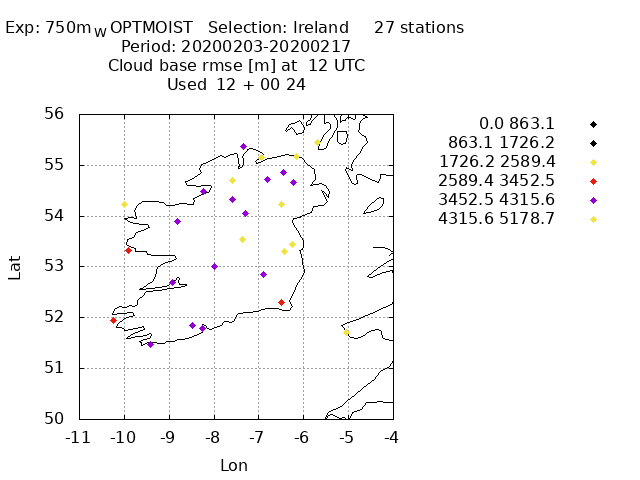 Exp: 750m_W OPTMOIST Selection: Ireland 27 stations
Period: 20200203-20200217
Cloud base rmse [m] at 12 UTC
Used 12 + 00 24
0.0 863.1
863.1 1726.2
1726.2 2589.4
2589.4 3452.5
3452.5 4315.6
4315.6 5178.7
56
55
54
53
52
51
50
Lat
-11 -10 -9 -8 -7 -6 -5 -4
Lon